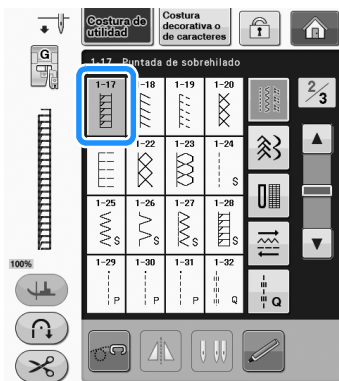 Costura de
utilidad
Costura
decorativa o
de caracteres
G
1-17 Puntada de sobrehilado
1-17 1-18 1-19 1-20
2/3
1-22 1-23 1-24
S
1-25 1-26 1-27 1-28
S S S S
100%
1-29 1-30 1-31 1-32
P P P Q
Q